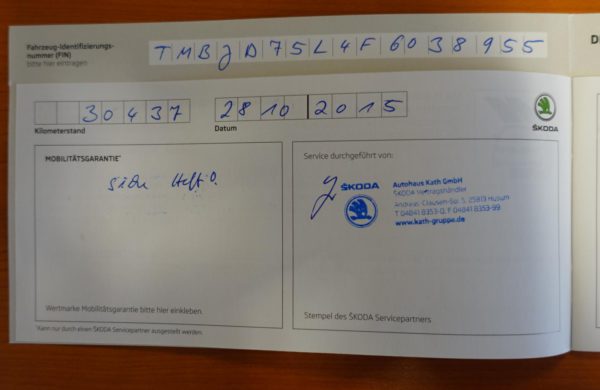 Fahrzeug-Identifizierungs-
nummer (FIN)
bitte hier eintragen
TMBJD75L4F6038955
30437
28 10 2015
Kilometerstand
Datum
ŠKODA
MOBILITÄTSGARANTIE*
Service durchgeführt von:
ŠKODA
Autohaus Kath GmbH
ŠKODA Vertragshändler
Andreas-Clausen-Str. 5, 25813 Husum
T 04841 8353-0, F 04841 8353-99
www.kath-gruppe.de
Wertmarke Mobilitätsgarantie bitte hier einkleben.
Stempel des ŠKODA Servicepartners
*Kann nur durch einen ŠKODA Servicepartner ausgestellt werden.